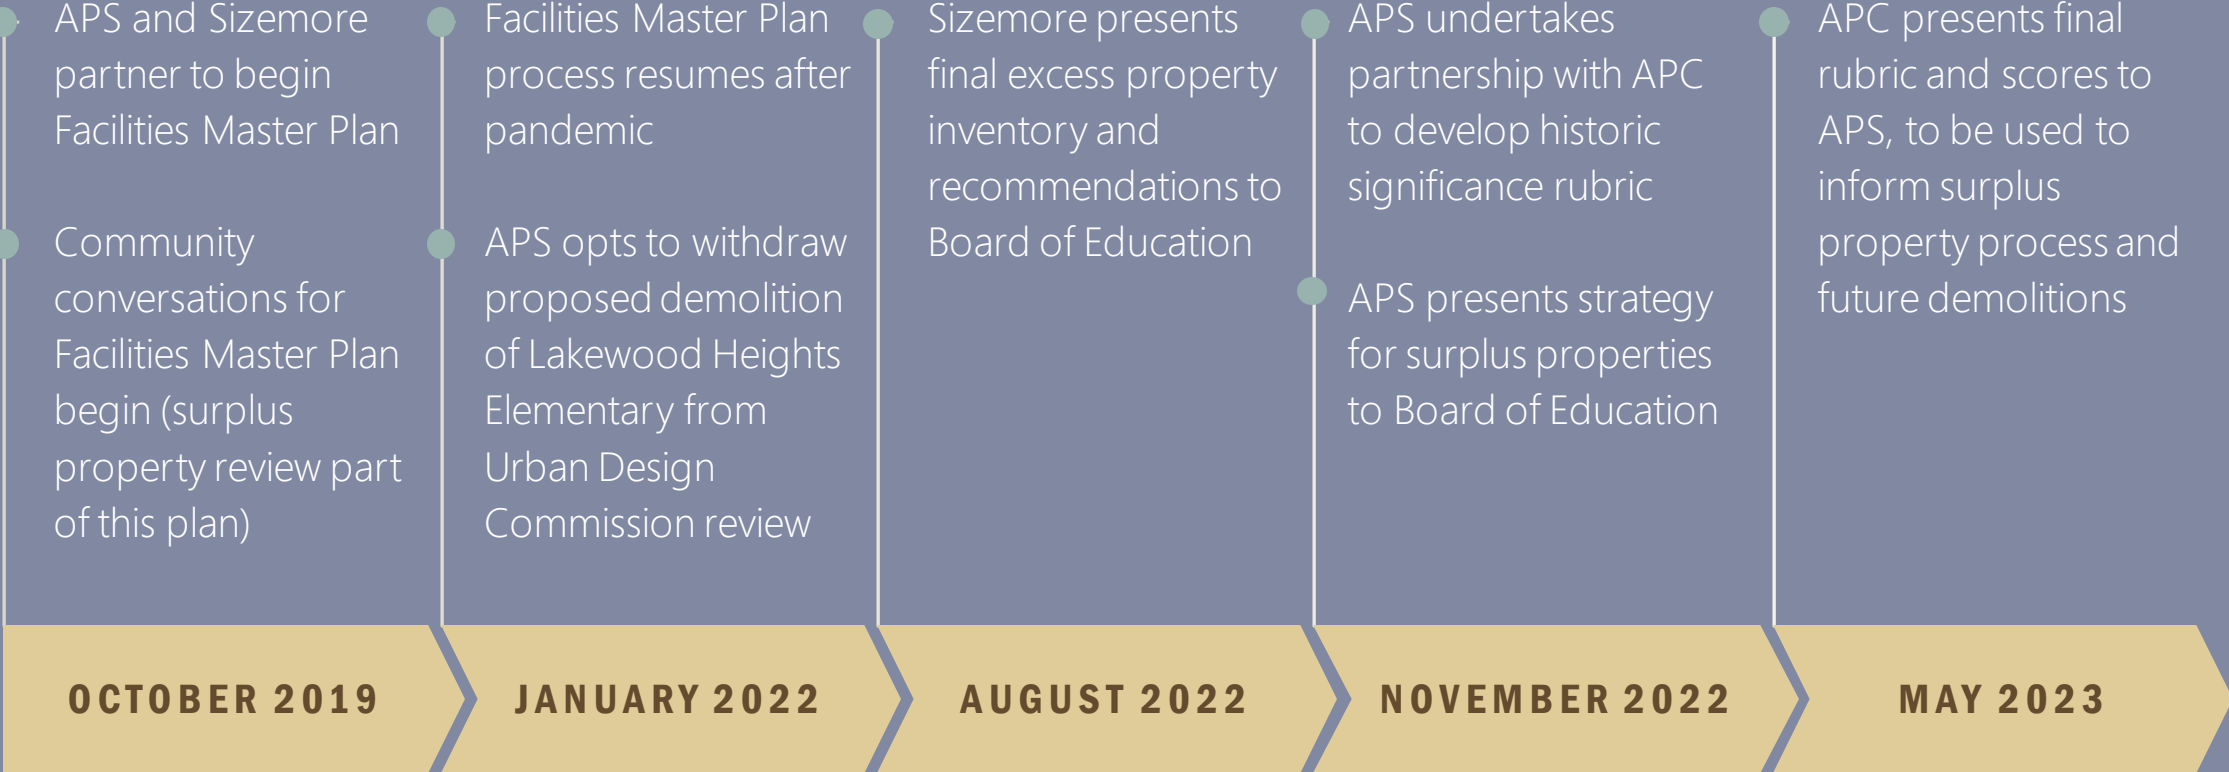 APS and Sizemore
partner to begin
Facilities Master Plan
Community
conversations for
Facilities Master Plan
begin (surplus
property review part
of this plan)
Facilities Master Plan
process resumes after
pandemic
APS opts to withdraw
proposed demolition
of Lakewood Heights
Elementary from
Urban Design
Commission review
Sizemore presents
final excess property
inventory and
recommendations to
Board of Education
APS undertakes
partnership with APC
to develop historic
significance rubric
APS presents strategy
for surplus properties
to Board of Education
APC presents final
rubric and scores to
APS, to be used to
inform surplus
property process and
future demolitions
OCTOBER 2019
JANUARY 2022
AUGUST 2022
NOVEMBER 2022
MAY 2023